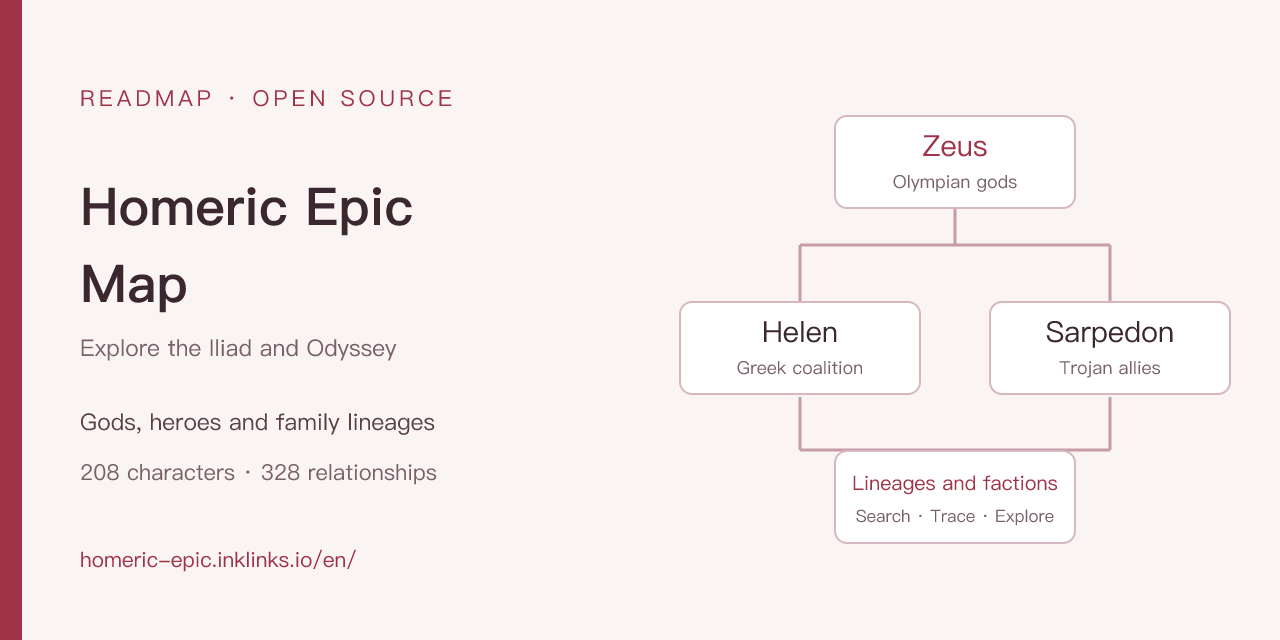 READMAP · OPEN SOURCE
Homeric Epic
Map
Explore the Iliad and Odyssey
Gods, heroes and family lineages
208 characters · 328 relationships
homeric-epic.inklinks.io/en/
Zeus
Olympian gods
Helen
Greek coalition
Sarpedon
Trojan allies
Lineages and factions
Search · Trace · Explore